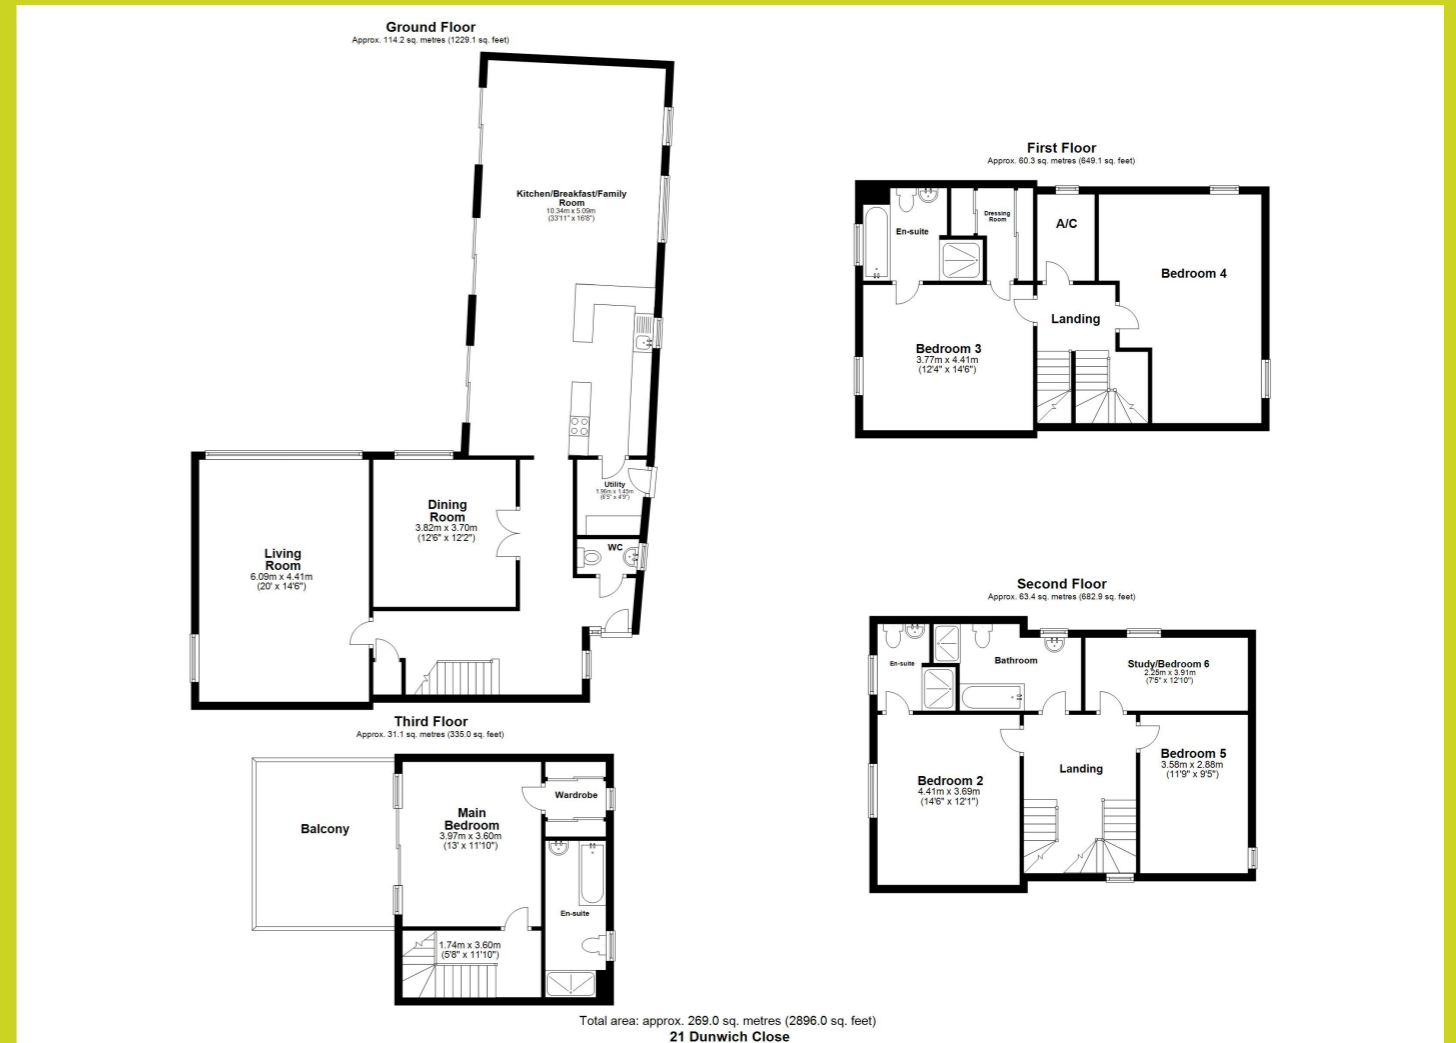 Ground Floor
Approx. 114.2 sq. metres (1229.1 sq. feet)
Kitchen/Breakfast/Family
Room
10.34m x 5.09m
(33'11" x 16'8")
Utility
1.96m x 1.45m
(6'5" x 4'9")
WC
Dining
Room
3.82m x 3.70m
(12'6" x 12'2")
Living
Room
6.09m x 4.41m
(20' x 14'6")
First Floor
Approx. 60.3 sq. metres (649.1 sq. feet)
En-suite
Dressing
Room
A/C
Bedroom 4
Landing
Bedroom 3
3.77m x 4.41m
(12'4" x 14'6")
Second Floor
Approx. 63.4 sq. metres (682.9 sq. feet)
En-suite
Bathroom
Study/Bedroom 6
2.25m x 3.91m
(7'5" x 12'10")
Bedroom 2
4.41m x 3.69m
(14'6" x 12'1")
Landing
Bedroom 5
3.58m x 2.88m
(11'9" x 9'5")
Third Floor
Approx. 31.1 sq. metres (335.0 sq. feet)
Balcony
Main
Bedroom
3.97m x 3.60m
(13' x 11'10")
Wardrobe
En-suite
1.74m x 3.60m
(5'8" x 11'10")
Total area: approx. 269.0 sq. metres (2896.0 sq. feet)
21 Dunwich Close